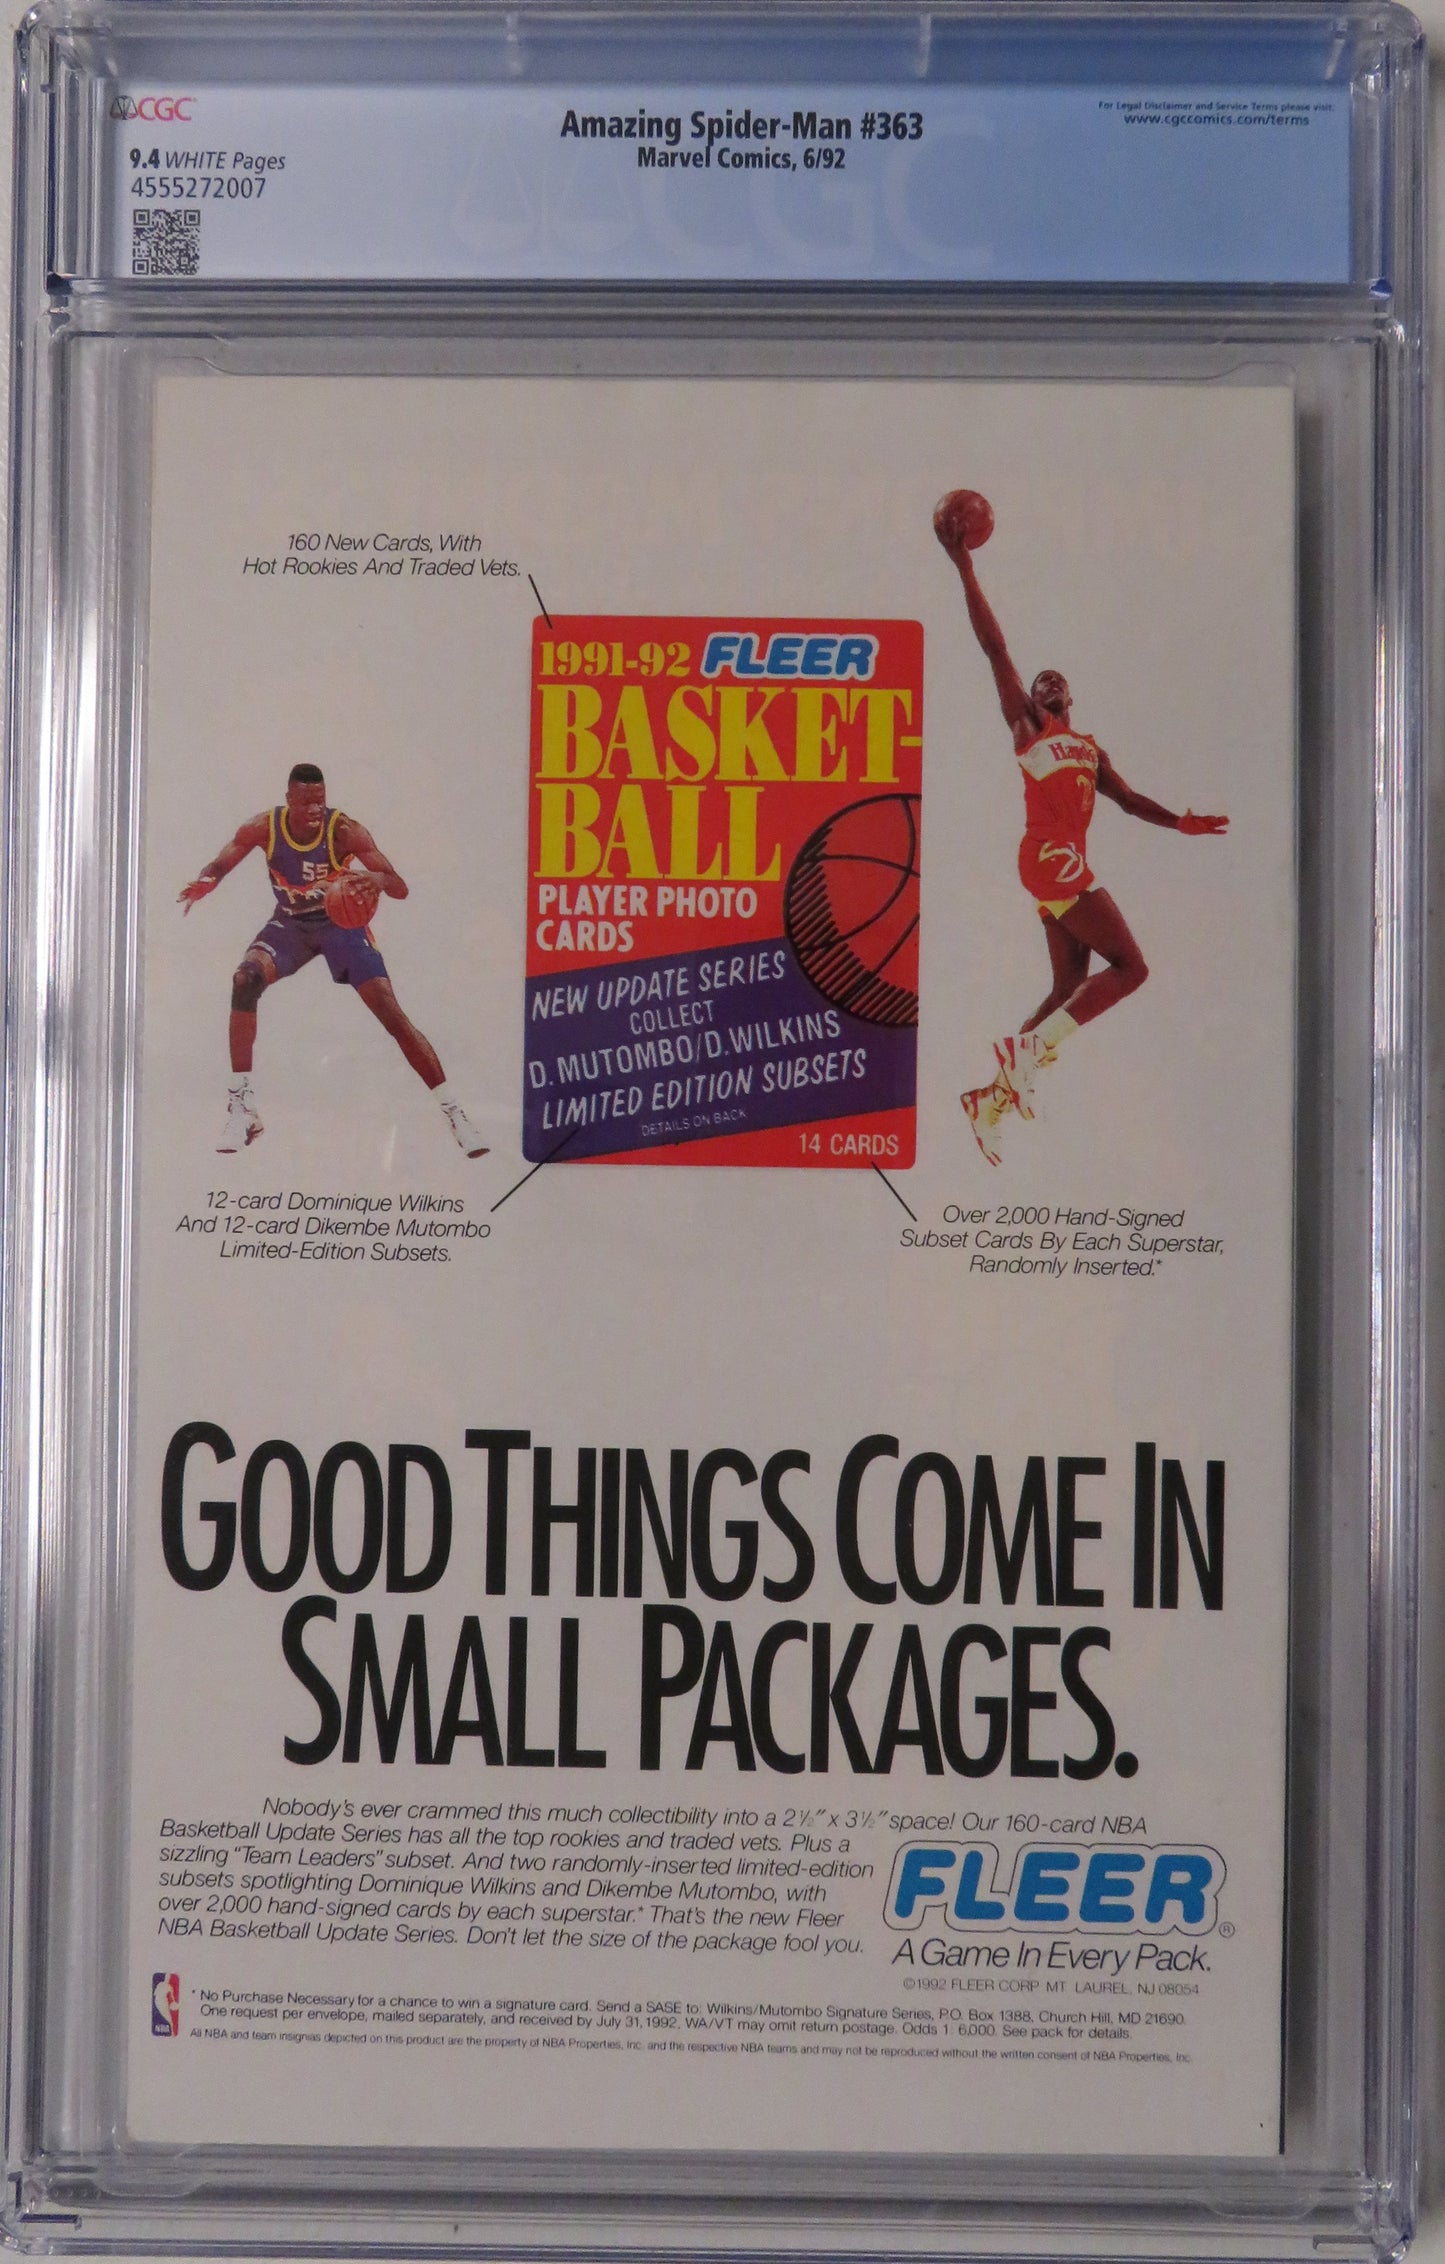 CGC
9.4 WHITE Pages
4555272007
Amazing Spider-Man #363
Marvel Comics, 6/92
For Legal Disclaimer and Service Terms please visit:
www.cgccomics.com/terms
CGC
160 New Cards, With
Hot Rookies And Traded Vets.
1991-92 FLEER
BASKET-
BALL
PLAYER PHOTO
CARDS
NEW UPDATE SERIES
COLLECT
D. MUTOMBO/D. WILKINS
LIMITED EDITION SUBSETS
DETAILS ON BACK
14 CARDS
55
Hawks
12-card Dominique Wilkins
And 12-card Dikembe Mutombo
Limited-Edition Subsets.
Over 2,000 Hand-Signed
Subset Cards By Each Superstar,
Randomly Inserted.*
GOOD THINGS COME IN
SMALL PACKAGES.
Nobody's ever crammed this much collectibility into a 2½" x 3½" space! Our 160-card NBA
Basketball Update Series has all the top rookies and traded vets. Plus a
sizzling "Team Leaders" subset. And two randomly-inserted limited-edition
subsets spotlighting Dominique Wilkins and Dikembe Mutombo, with
over 2,000 hand-signed cards by each superstar.* That's the new Fleer
NBA Basketball Update Series. Don't let the size of the package fool you.
FLEER®
A Game In Every Pack.
©1992 FLEER CORP MT LAUREL, NJ 08054
NBA
* No Purchase Necessary for a chance to win a signature card. Send a SASE to: Wilkins/Mutombo Signature Series, P.O. Box 1388, Church Hill, MD 21690.
One request per envelope, mailed separately, and received by July 31, 1992. WA/VT may omit return postage. Odds 1: 6,000. See pack for details.
All NBA and team insignias depicted on this product are the property of NBA Properties, Inc. and the respective NBA teams and may not be reproduced without the written consent of NBA Properties, Inc.